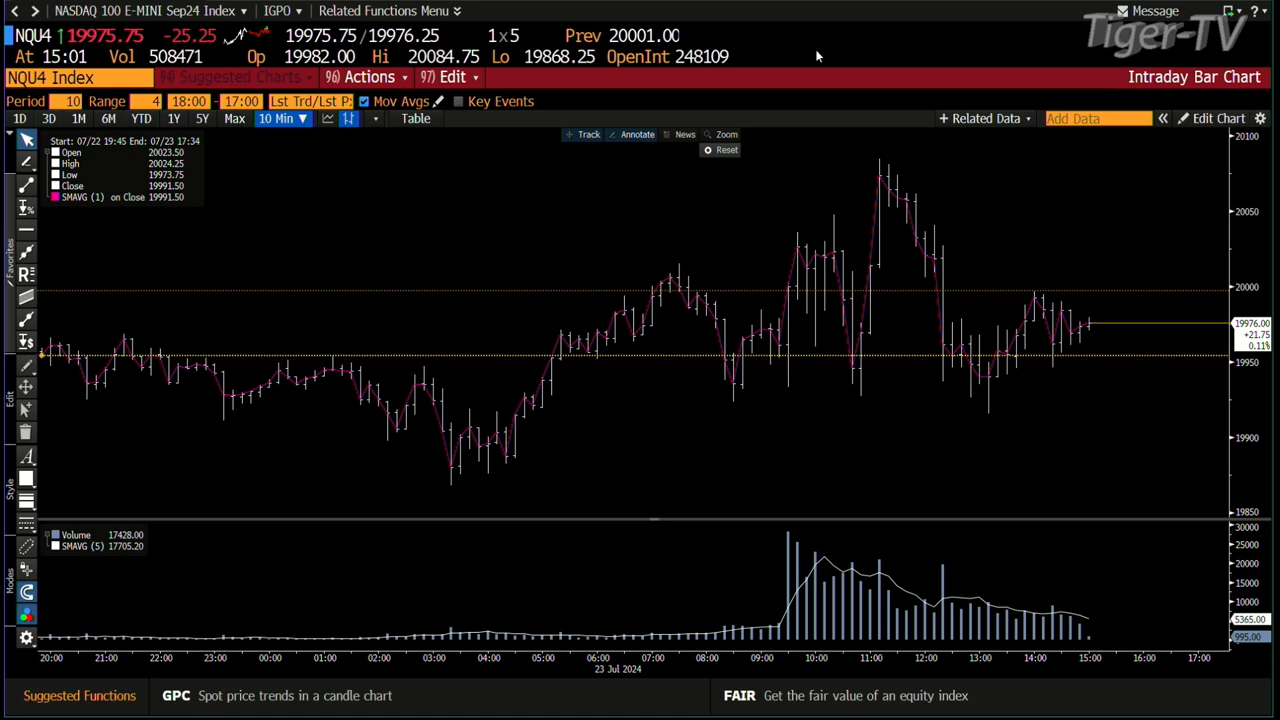 NASDAQ 100 E-MINI Sep24 Index IGPO Related Functions Menu Message ?
Tiger-TV
NQU4 ↑19975.75 -25.25 19975.75/19976.25 1x5 Prev 20001.00
At 15:01 Vol 508471 Op 19982.00 Hi 20084.75 Lo 19868.25 OpenInt 248109
NQU4 Index 94) Suggested Charts 96) Actions 97) Edit Intraday Bar Chart
Period 10 Range 4 18:00 - 17:00 Lst Trd/Lst P: Mov Avgs Key Events
1D 3D 1M 6M YTD 1Y 5Y Max 10 Min ▼ Table + Related Data Add Data « Edit Chart
Track Annotate News Zoom
Reset
Start: 07/22 19:45 End: 07/23 17:34
Open 20023.50
High 20024.25
Low 19973.75
Close 19991.50
SMAVG (1) on Close 19991.50
Favorites
Edit
Style
Modes
20100
20050
20000
19976.00
+21.75
0.11%
19950
19900
19850
Volume 17428.00
SMAVG (5) 17705.20
30000
25000
20000
15000
10000
5365.00
995.00
20:00 21:00 22:00 23:00 00:00 01:00 02:00 03:00 04:00 05:00 06:00 07:00 08:00 09:00 10:00 11:00 12:00 13:00 14:00 15:00 16:00 17:00
23 Jul 2024
Suggested Functions GPC Spot price trends in a candle chart FAIR Get the fair value of an equity index